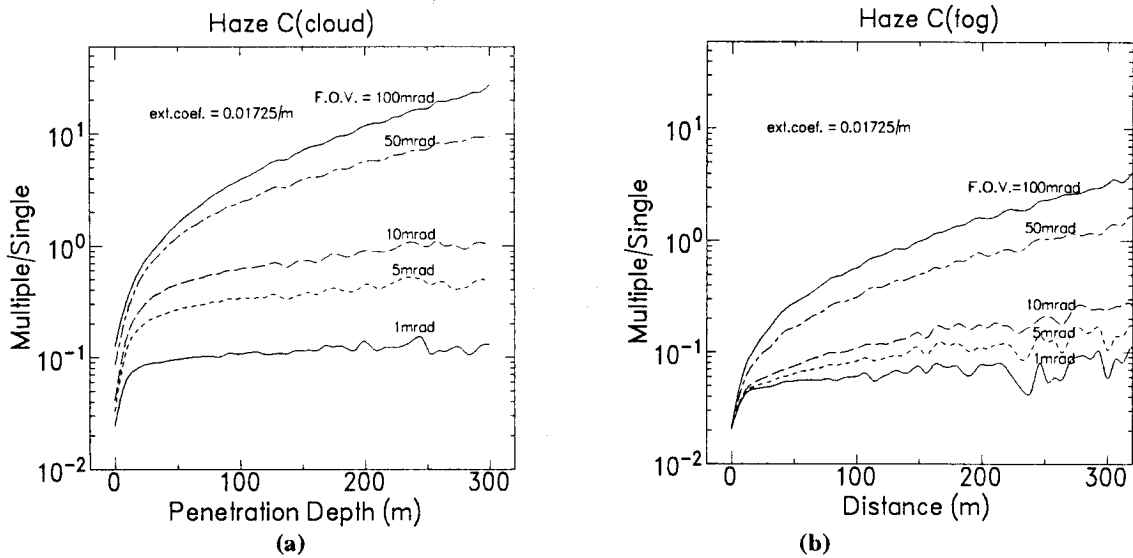 Haze C(cloud)
Multiple/Single
10^1
10^0
10^-1
10^-2
ext.coef. = 0.01725/m
F.O.V. = 100mrad
50mrad
10mrad
5mrad
1mrad
0
100
200
300
Penetration Depth (m)
(a)
Haze C(fog)
Multiple/Single
10^1
10^0
10^-1
10^-2
ext.coef. = 0.01725/m
F.O.V.=100mrad
50mrad
10mrad
5mrad
1mrad
0
100
200
300
Distance (m)
(b)